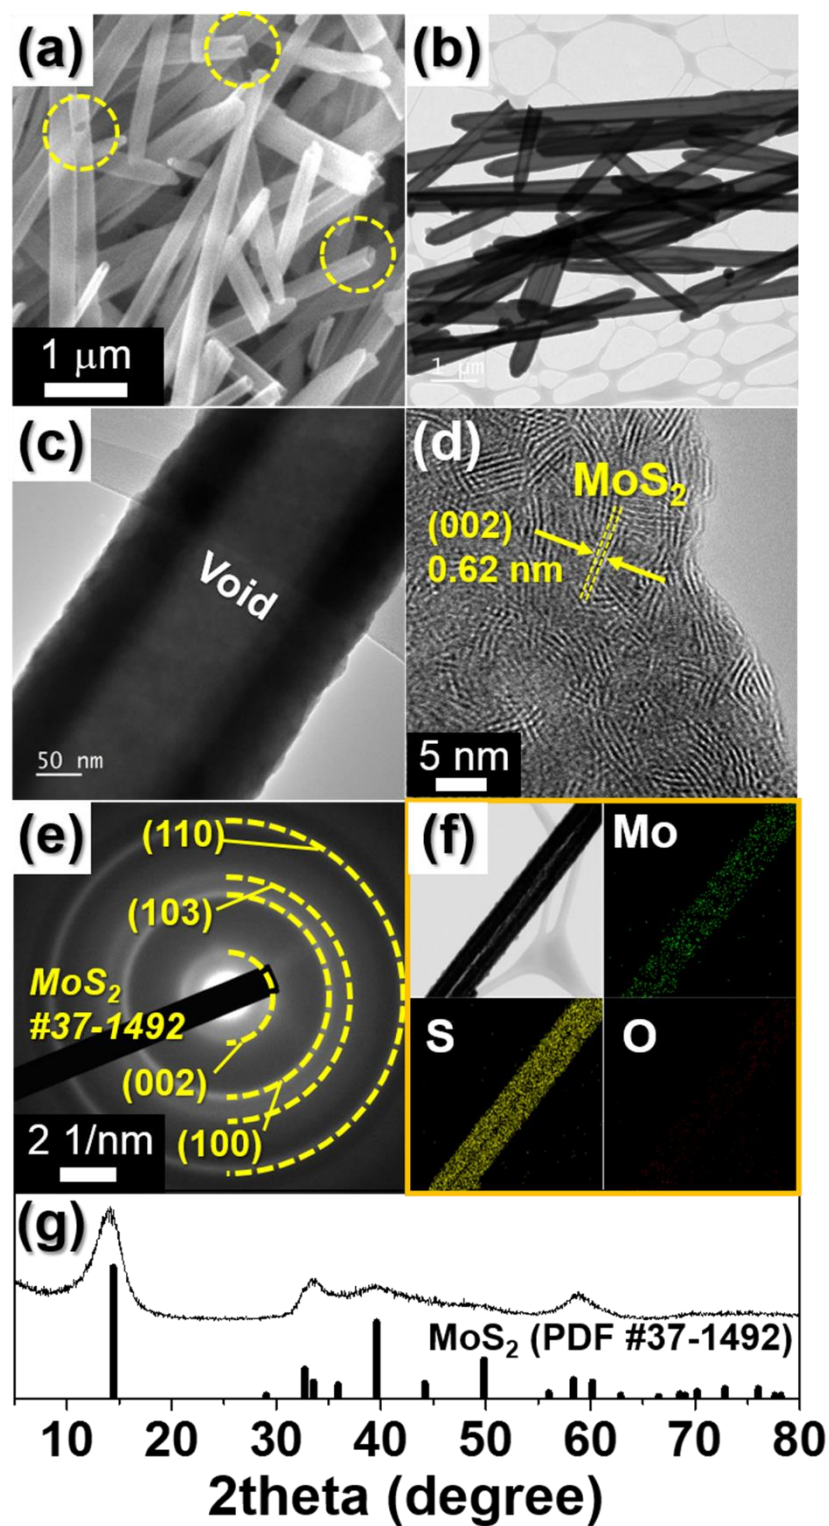 (a)
1 μm
(b)
1 μm
(c)
Void
50 nm
(d)
MoS₂
(002)
0.62 nm
5 nm
(e)
(110)
(103)
MoS₂
#37-1492
(002)
(100)
2 1/nm
(f)
Mo
S
O
(g)
MoS₂ (PDF #37-1492)
10 20 30 40 50 60 70 80
2theta (degree)